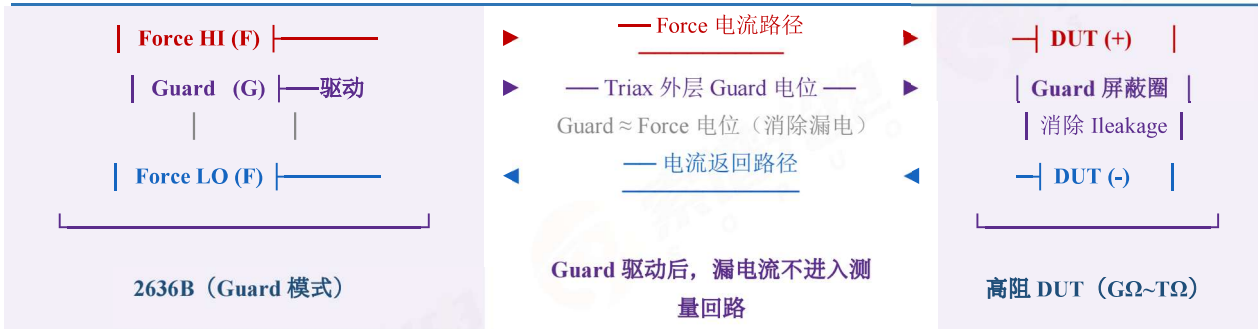 Force HI (F) Force 电流路径 DUT (+)
Guard (G) 驱动 Triax 外层 Guard 电位 Guard 屏蔽圈
Guard ≈ Force 电位（消除漏电） 消除 Ileakage
Force LO (F) 电流返回路径 DUT (-)
2636B（Guard 模式） Guard 驱动后，漏电流不进入测 高阻 DUT（GΩ~TΩ）
量回路